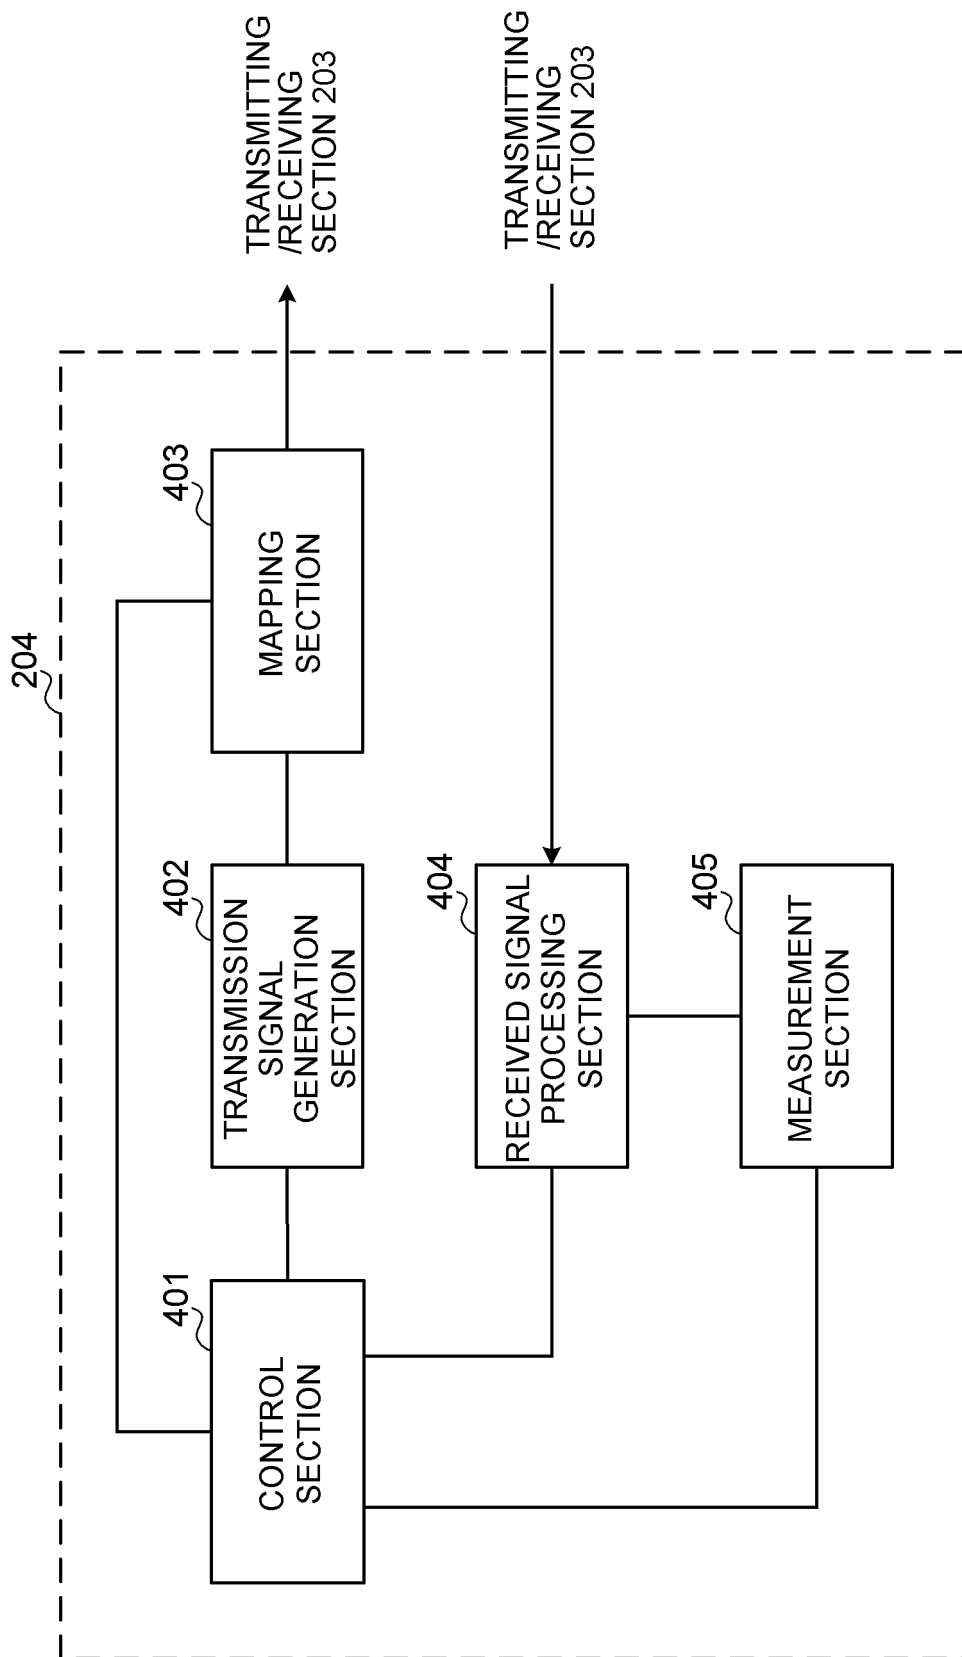 204
401
CONTROL
SECTION
402
TRANSMISSION
SIGNAL
GENERATION
SECTION
403
MAPPING
SECTION
TRANSMITTING
/RECEIVING
SECTION 203
404
RECEIVED SIGNAL
PROCESSING
SECTION
TRANSMITTING
/RECEIVING
SECTION 203
405
MEASUREMENT
SECTION